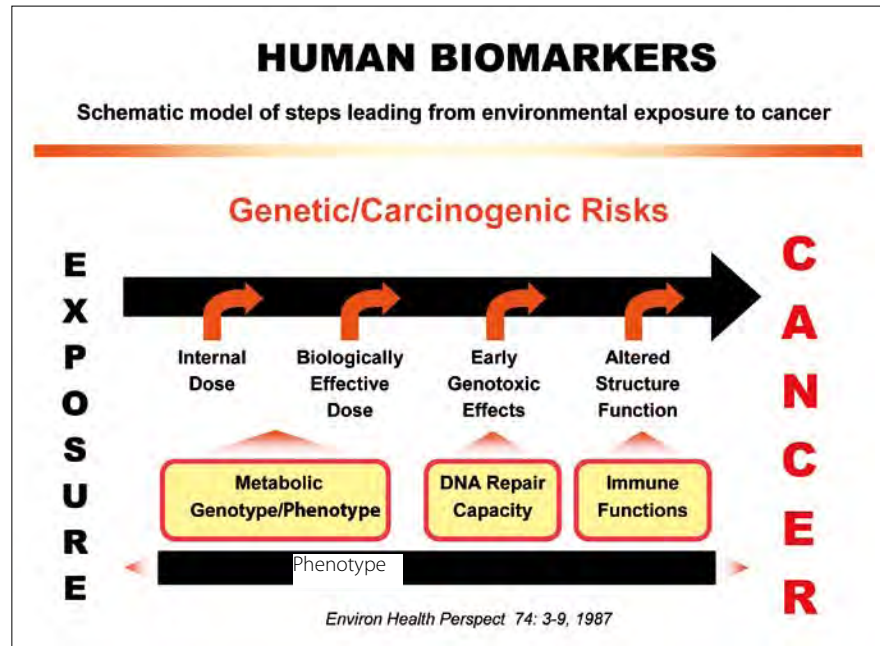 HUMAN BIOMARKERS
Schematic model of steps leading from environmental exposure to cancer
Genetic/Carcinogenic Risks
EXPOSURE
Internal
Dose
Biologically
Effective
Dose
Early
Genotoxic
Effects
Altered
Structure
Function
CANCER
Metabolic
Genotype/Phenotype
DNA Repair
Capacity
Immune
Functions
Phenotype
Environ Health Perspect 74: 3-9, 1987